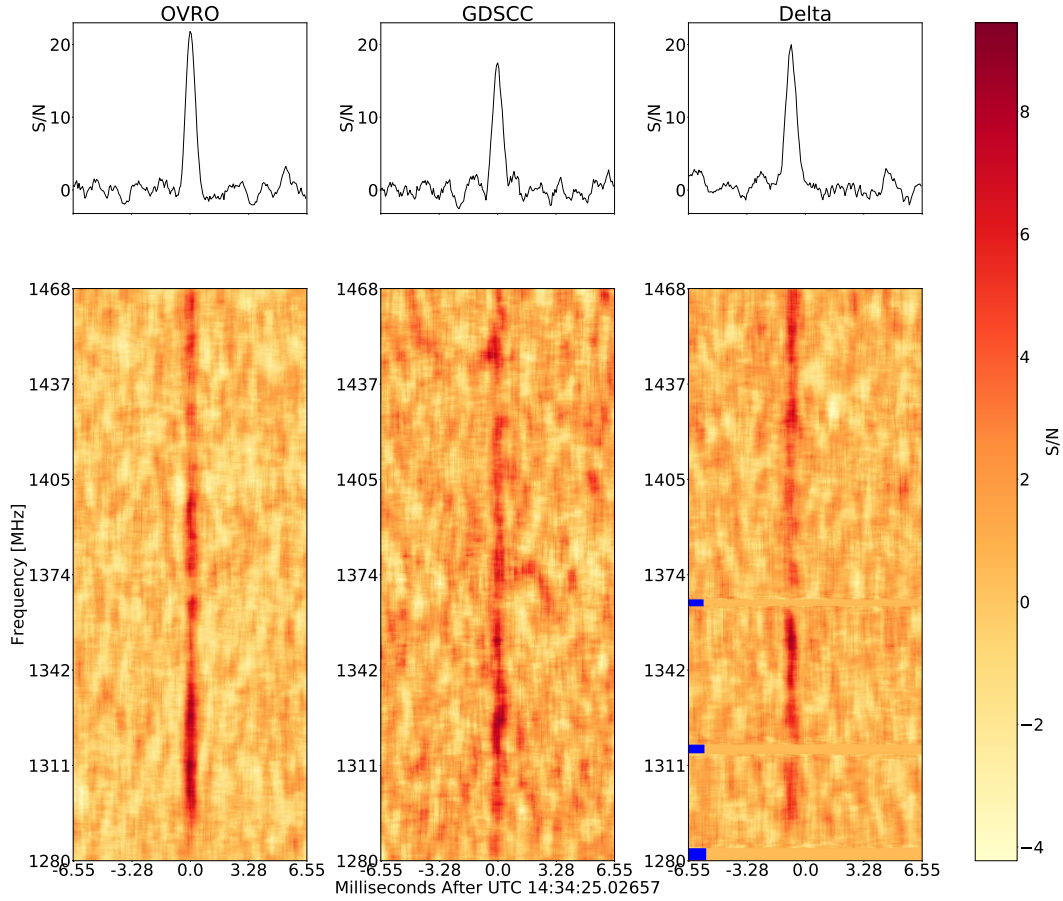 OVRO GDSCC Delta
20 20 20 8
S/N S/N S/N
10 10 10
0 0 0
6
1468 1468 1468
4
1437 1437 1437
S/N
1405 1405 1405 2
Frequency [MHz]
1374 1374 1374
0
1342 1342 1342
−2
1311 1311 1311
1280 1280 1280 −4
-6.55 -3.28 0.0 3.28 6.55 -6.55 -3.28 0.0 3.28 6.55 -6.55 -3.28 0.0 3.28 6.55
Milliseconds After UTC 14:34:25.02657